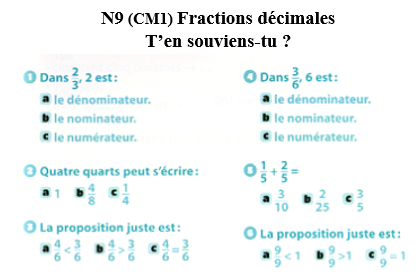 N9 (CM1) Fractions décimales
T'en souviens-tu ?
1 Dans 2/3, 2 est :
a le dénominateur.
b le nominateur.
c le numérateur.
2 Quatre quarts peut s'écrire :
a 1 b 4/8 c 1/4
3 La proposition juste est :
a 4/6 < 3/6 b 4/6 > 3/6 c 4/6 = 3/6
4 Dans 3/6, 6 est :
a le dénominateur.
b le nominateur.
c le numérateur.
5 1/5 + 2/5 =
a 3/10 b 2/25 c 3/5
6 La proposition juste est :
a 9/9 < 1 b 9/9 > 1 c 9/9 = 1